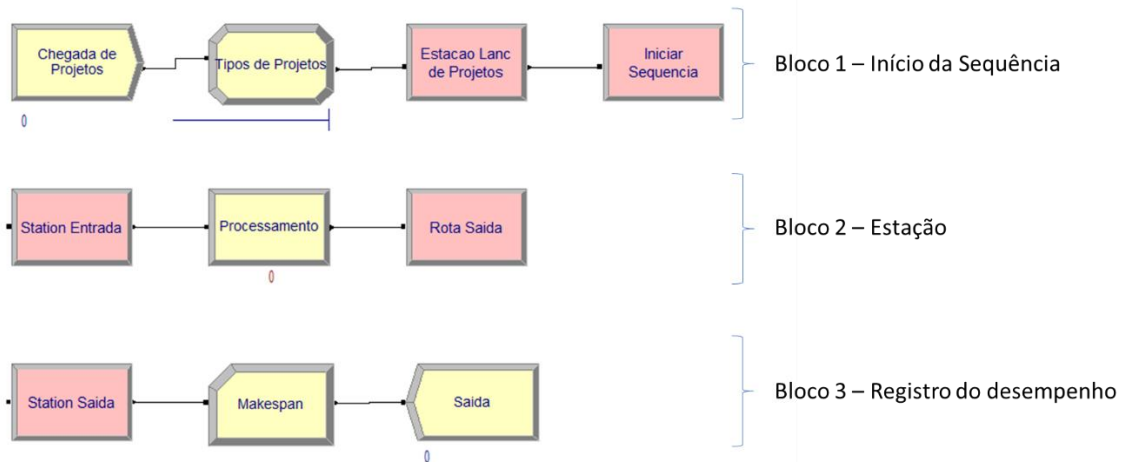 Chegada de
Projetos
Tipos de Projetos
Estacao Lanc
de Projetos
Iniciar
Sequencia
Bloco 1 – Início da Sequência
0
Station Entrada
Processamento
Rota Saida
Bloco 2 – Estação
0
Station Saida
Makespan
Saida
Bloco 3 – Registro do desempenho
0